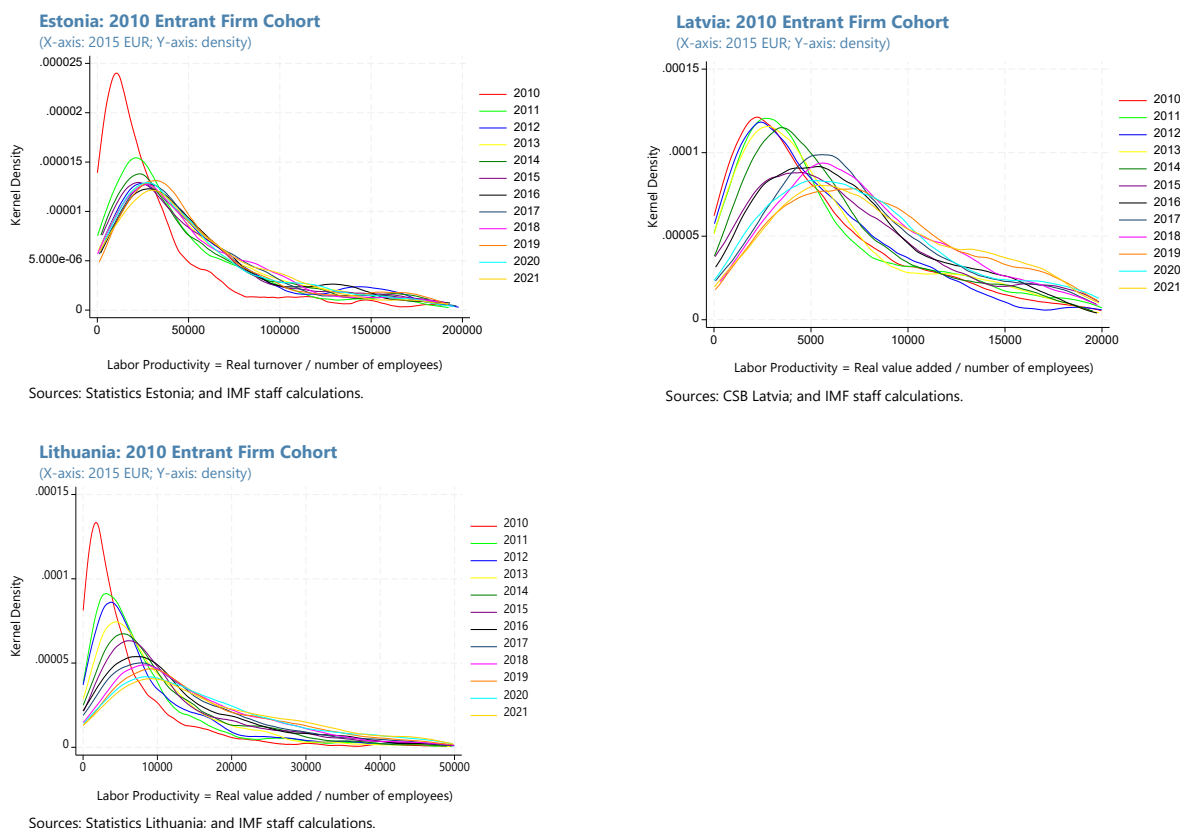 Estonia: 2010 Entrant Firm Cohort
(X-axis: 2015 EUR; Y-axis: density)
.000025
.00002
.000015
.00001
5.000e-06
0
Kernel Density
0 50000 100000 150000 200000
Labor Productivity = Real turnover / number of employees)
2010
2011
2012
2013
2014
2015
2016
2017
2018
2019
2020
2021
Sources: Statistics Estonia; and IMF staff calculations.
Latvia: 2010 Entrant Firm Cohort
(X-axis: 2015 EUR; Y-axis: density)
.00015
.0001
.00005
0
Kernel Density
0 5000 10000 15000 20000
Labor Productivity = Real value added / number of employees)
2010
2011
2012
2013
2014
2015
2016
2017
2018
2019
2020
2021
Sources: CSB Latvia; and IMF staff calculations.
Lithuania: 2010 Entrant Firm Cohort
(X-axis: 2015 EUR; Y-axis: density)
.00015
.0001
.00005
0
Kernel Density
0 10000 20000 30000 40000 50000
Labor Productivity = Real value added / number of employees)
2010
2011
2012
2013
2014
2015
2016
2017
2018
2019
2020
2021
Sources: Statistics Lithuania; and IMF staff calculations.